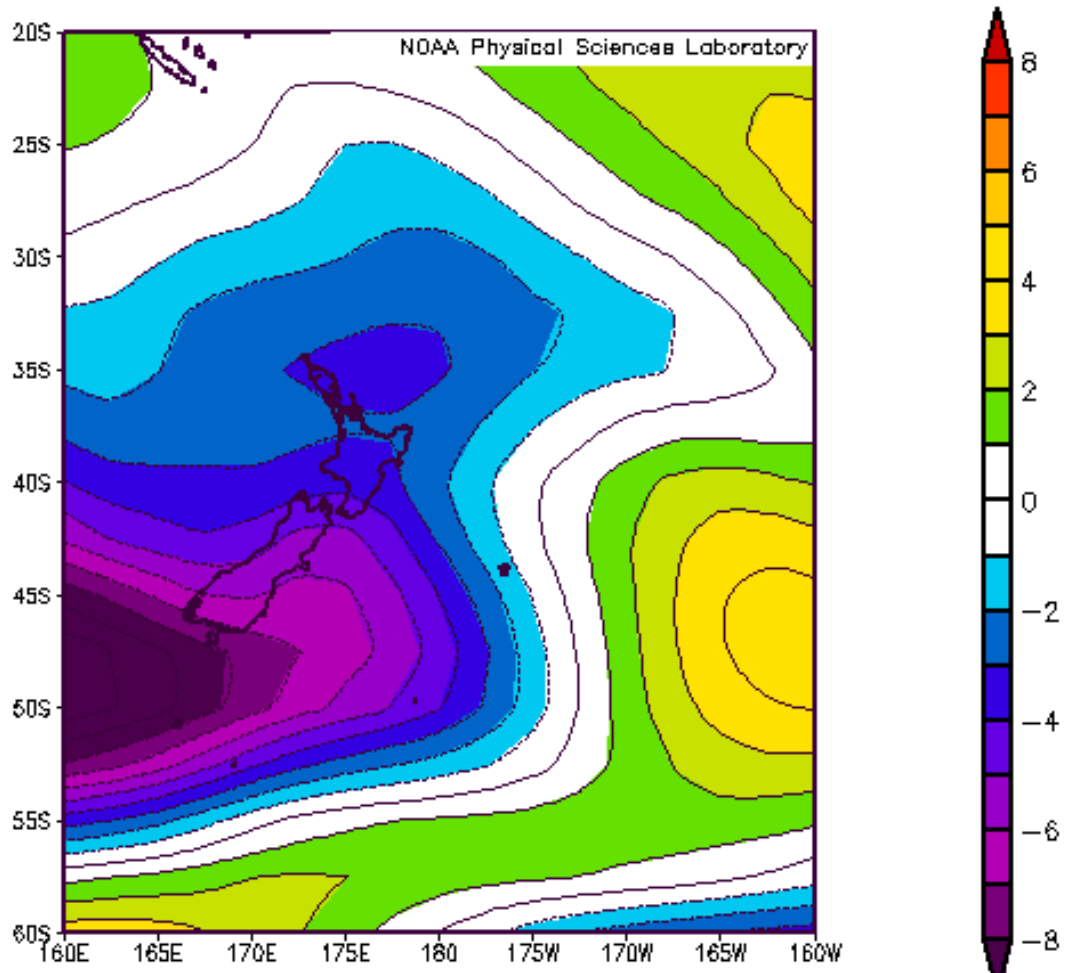 NOAA Physical Sciences Laboratory
20S
25S
30S
35S
40S
45S
50S
55S
60S
160E 165E 170E 175E 180 175W 170W 165W 160W
8
6
4
2
0
−2
−4
−6
−8